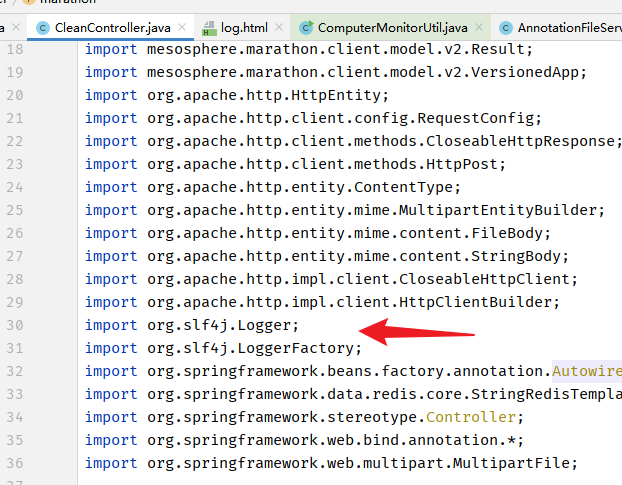 marathon
CleanController.java log.html ComputerMonitorUtil.java
18 import mesosphere.marathon.client.model.v2.Result;
19 import mesosphere.marathon.client.model.v2.VersionedApp;
20 import org.apache.http.HttpEntity;
21 import org.apache.http.client.config.RequestConfig;
22 import org.apache.http.client.methods.CloseableHttpResponse;
23 import org.apache.http.client.methods.HttpPost;
24 import org.apache.http.entity.ContentType;
25 import org.apache.http.entity.mime.MultipartEntityBuilder;
26 import org.apache.http.entity.mime.content.FileBody;
27 import org.apache.http.entity.mime.content.StringBody;
28 import org.apache.http.impl.client.CloseableHttpClient;
29 import org.apache.http.impl.client.HttpClientBuilder;
30 import org.slf4j.Logger;
31 import org.slf4j.LoggerFactory;
32 import org.springframework.beans.factory.annotation.Autowire
33 import org.springframework.data.redis.core.StringRedisTempla
34 import org.springframework.stereotype.Controller;
35 import org.springframework.web.bind.annotation.*;
36 import org.springframework.web.multipart.MultipartFile;